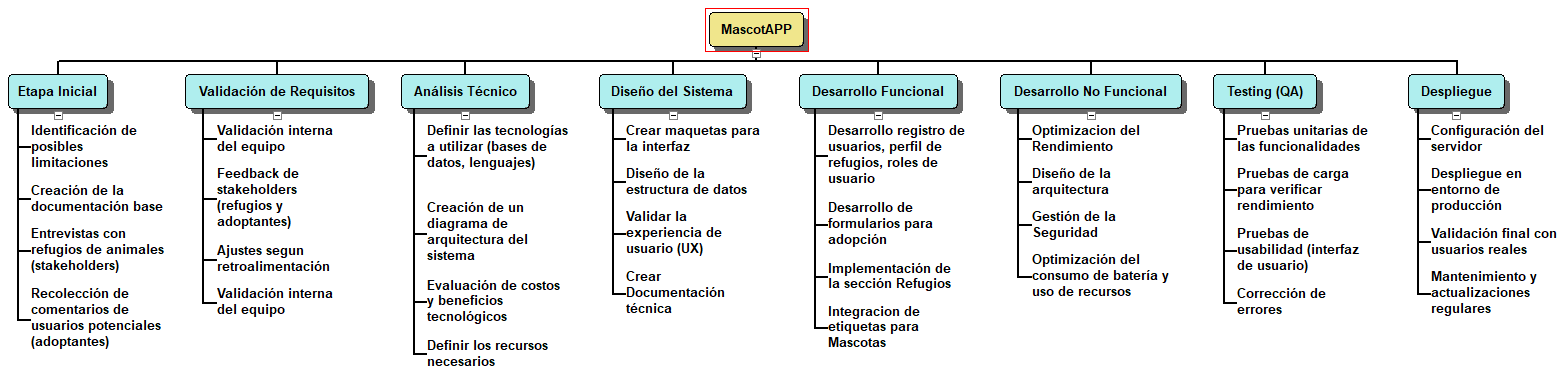 MascotAPP
Etapa Inicial
Identificación de
posibles
limitaciones
Creación de la
documentación base
Entrevistas con
refugios de animales
(stakeholders)
Recolección de
comentarios de
usuarios potenciales
(adoptantes)
Validación de Requisitos
Validación interna
del equipo
Feedback de
stakeholders
(refugios y
adoptantes)
Ajustes segun
retroalimentación
Validación interna
del equipo
Análisis Técnico
Definir las tecnologías
a utilizar (bases de
datos, lenguajes)
Creación de un
diagrama de
arquitectura del
sistema
Evaluación de costos
y beneficios
tecnológicos
Definir los recursos
necesarios
Diseño del Sistema
Crear maquetas para
la interfaz
Diseño de la
estructura de datos
Validar la
experiencia de
usuario (UX)
Crear
Documentación
técnica
Desarrollo Funcional
Desarrollo registro de
usuarios, perfil de
refugios, roles de
usuario
Desarrollo de
formularios para
adopción
Implementación de
la sección Refugios
Integracion de
etiquetas para
Mascotas
Desarrollo No Funcional
Optimizacion del
Rendimiento
Diseño de la
arquitectura
Gestión de la
Seguridad
Optimización del
consumo de batería y
uso de recursos
Testing (QA)
Pruebas unitarias de
las funcionalidades
Pruebas de carga
para verificar
rendimiento
Pruebas de
usabilidad (interfaz
de usuario)
Corrección de
errores
Despliegue
Configuración del
servidor
Despliegue en
entorno de
producción
Validación final con
usuarios reales
Mantenimiento y
actualizaciones
regulares